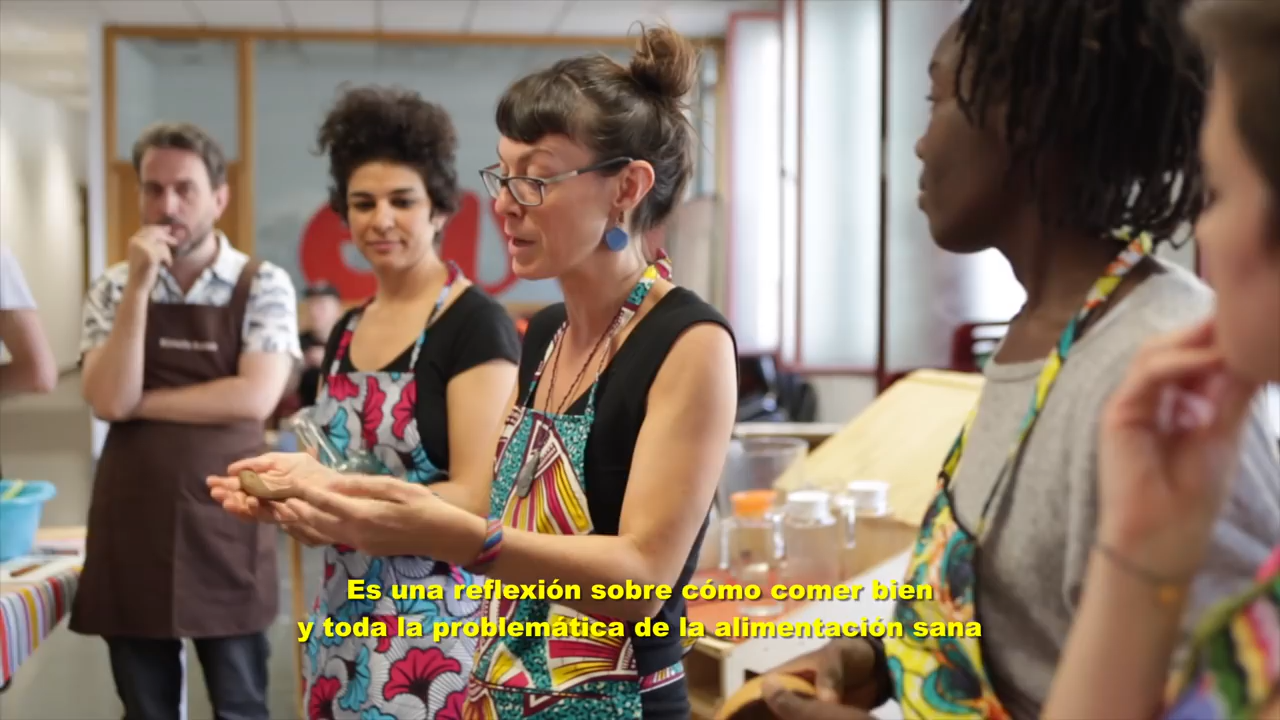 Es una reflexión sobre cómo comer bien
y toda la problemática de la alimentación sana